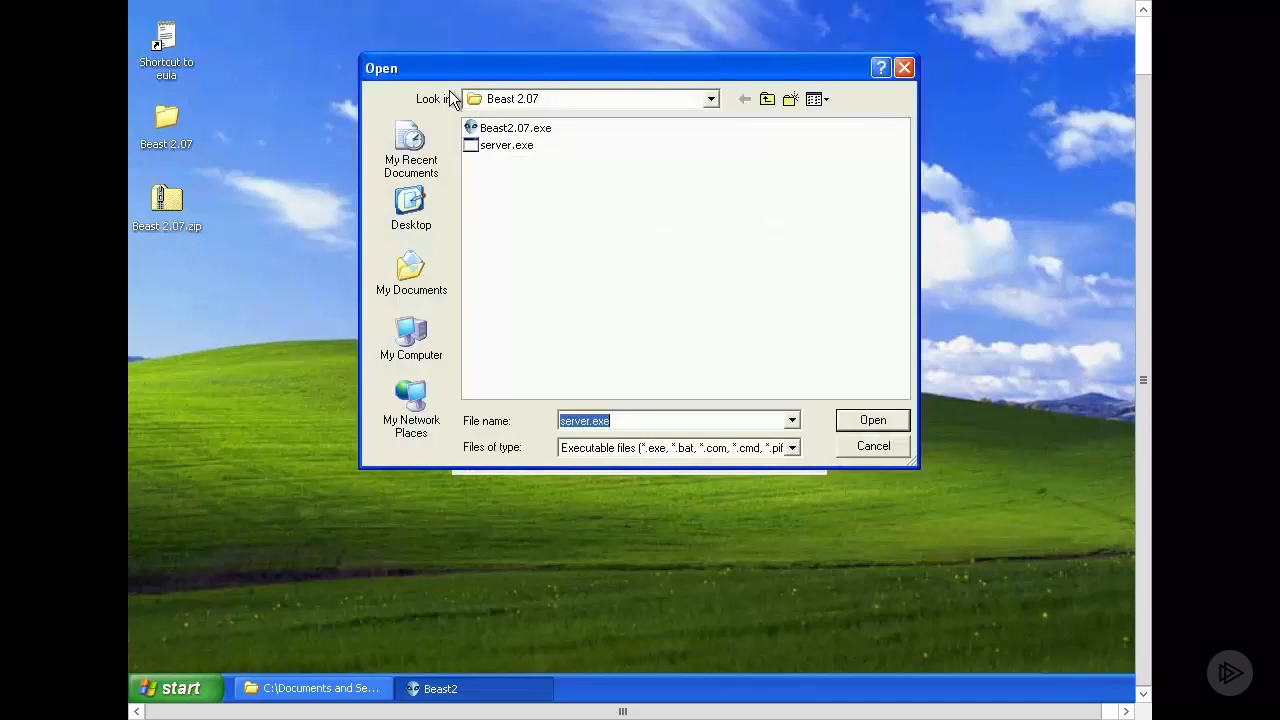 Shortcut to
eula
Beast 2.07
Beast 2.07.zip
Open
?
Look in
Beast 2.07
Beast2.07.exe
server.exe
My Recent
Documents
Desktop
My Documents
My Computer
My Network
Places
File name:
server.exe
Open
Files of type:
Executable files (*.exe, *.bat, *.com, *.cmd, *.pif
Cancel
start
C:\Documents and Se...
Beast2